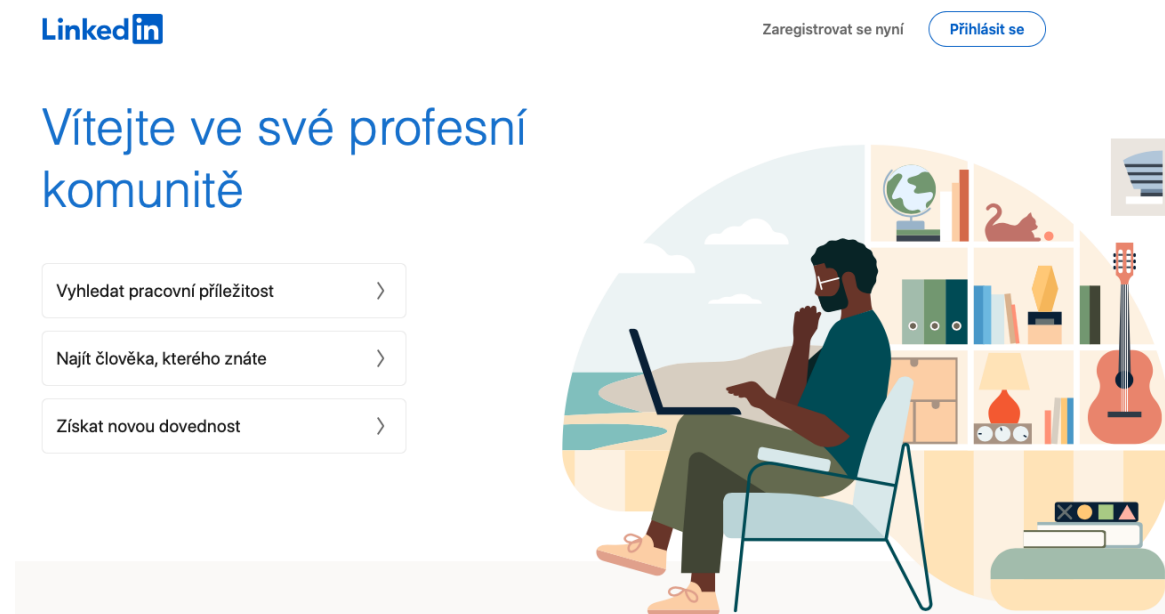 Linkedin
Zaregistrovat se nyní
Přihlásit se
Vítejte ve své profesní
komunitě
Vyhledat pracovní příležitost
Najít člověka, kterého znáte
Získat novou dovednost